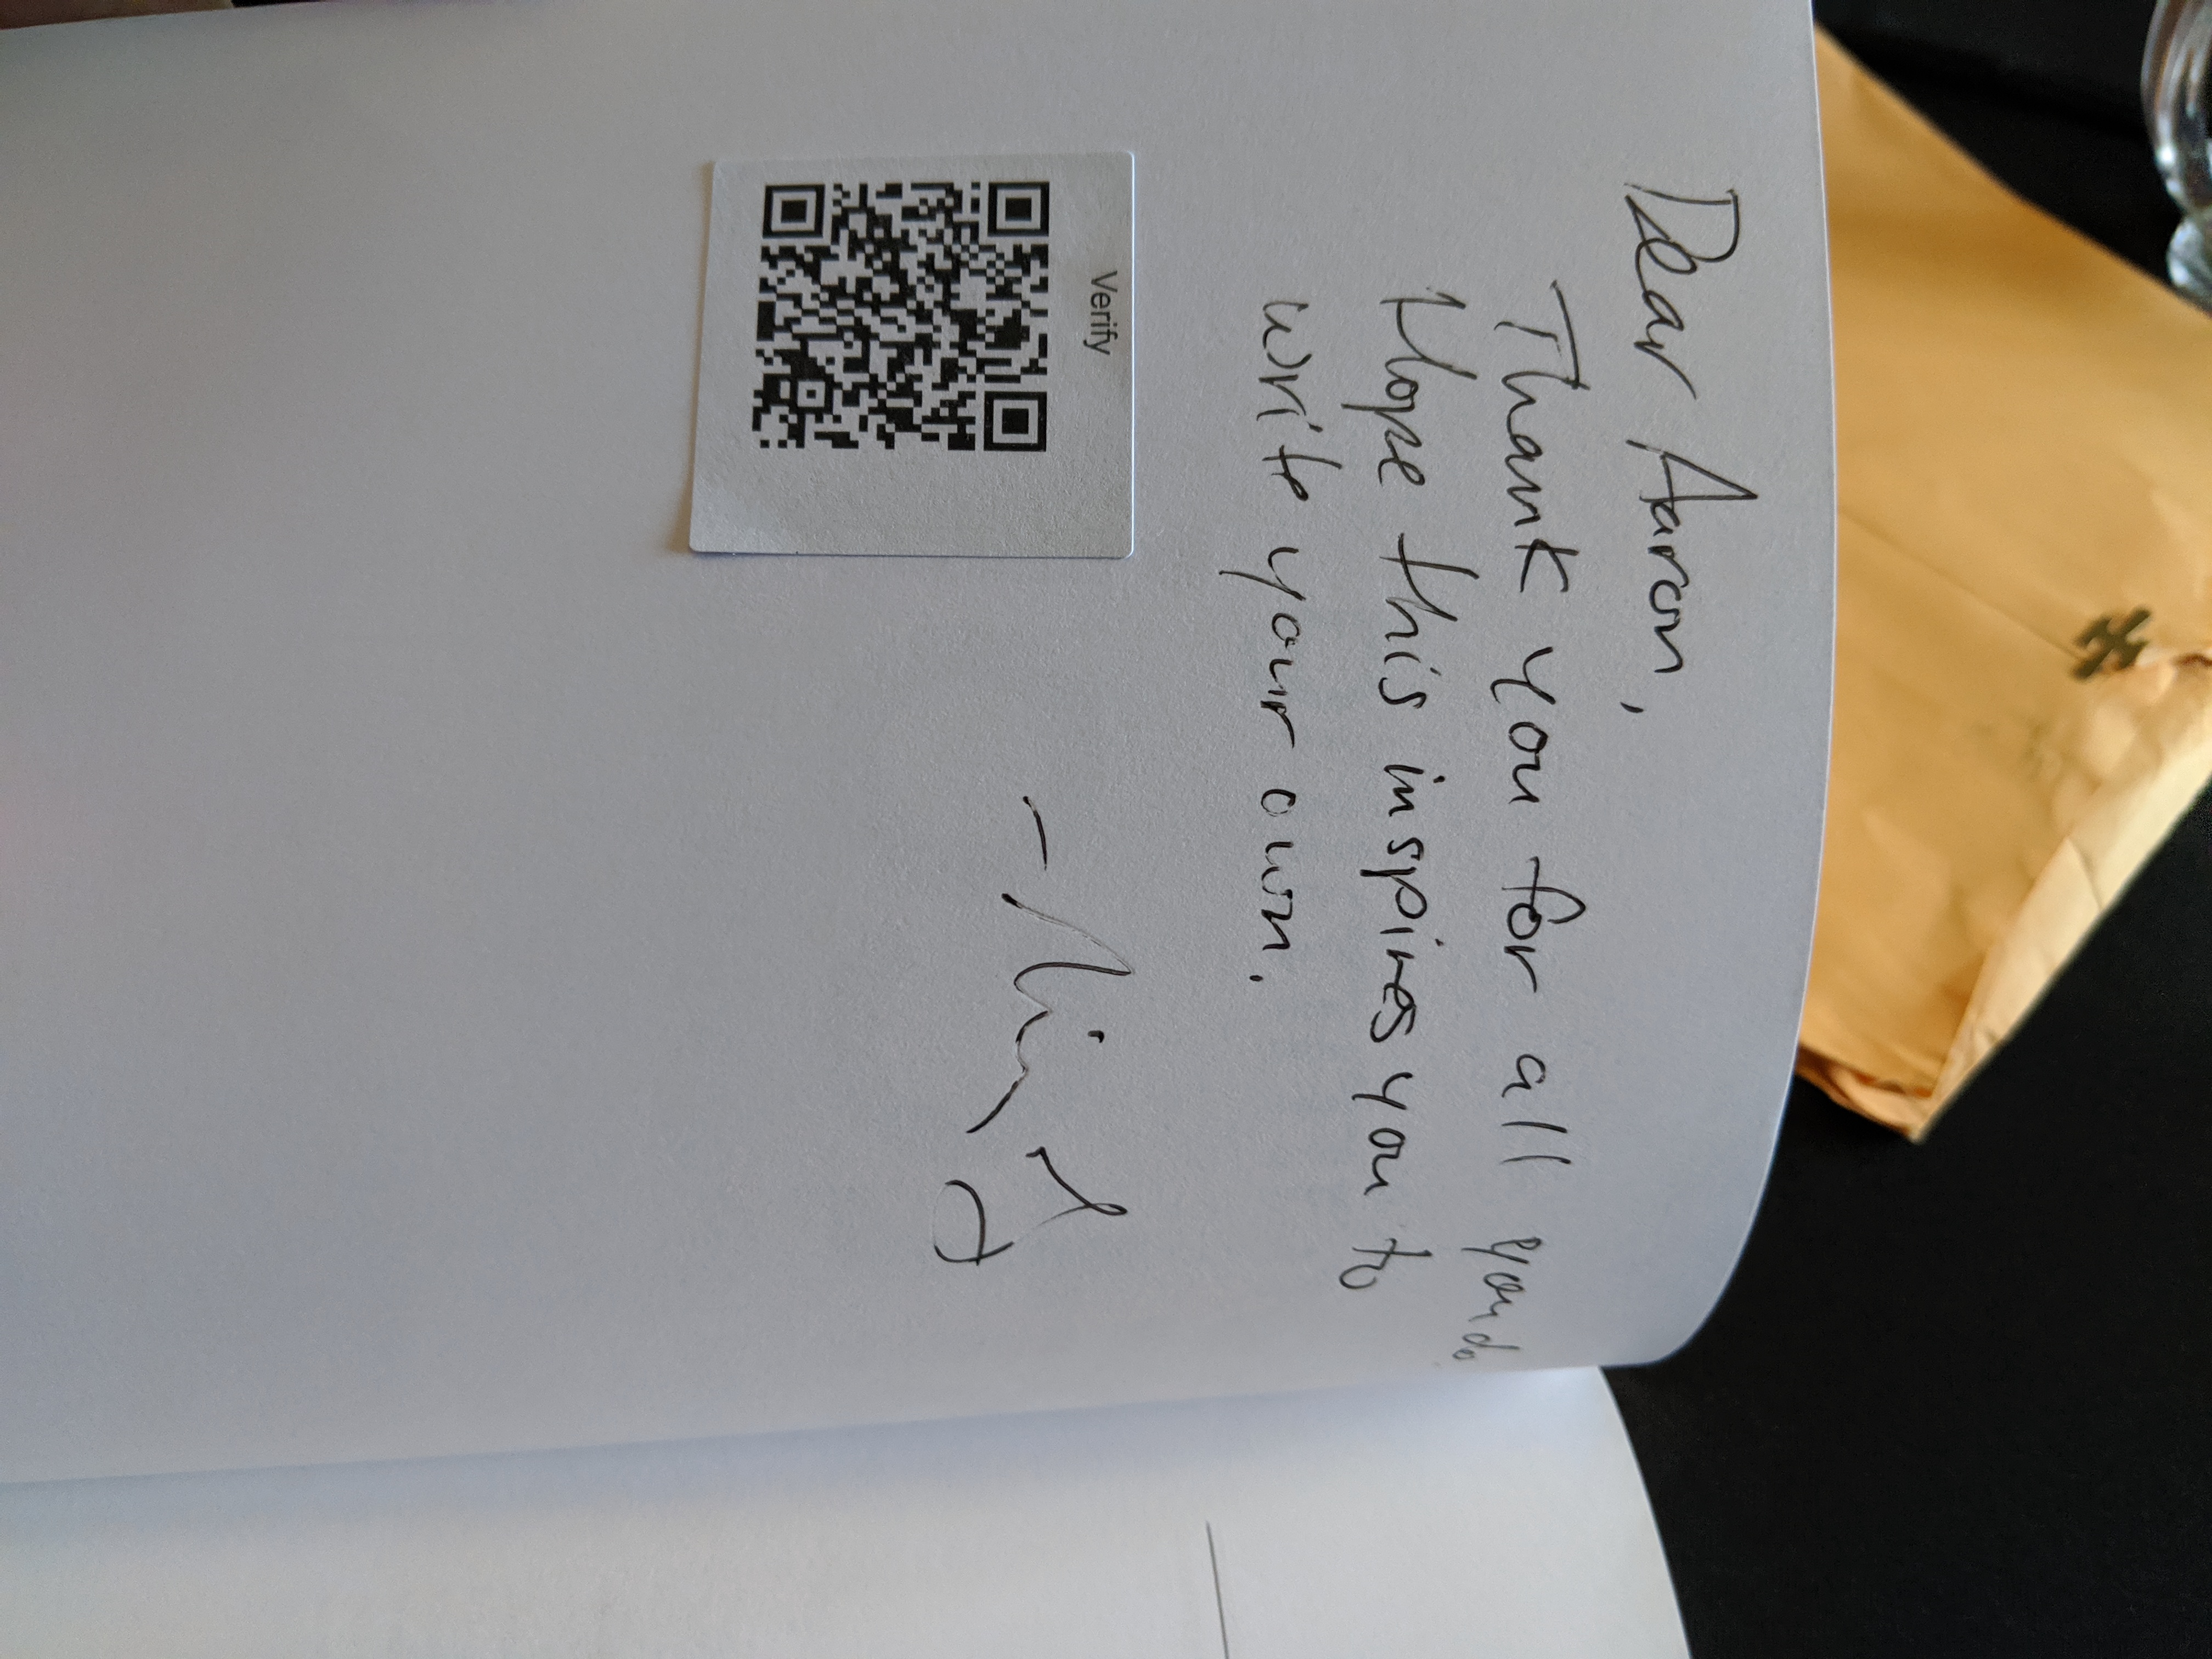 Dear Aaron,
Thank you for all you do
Hope this inspires you to
write your own.
Verify